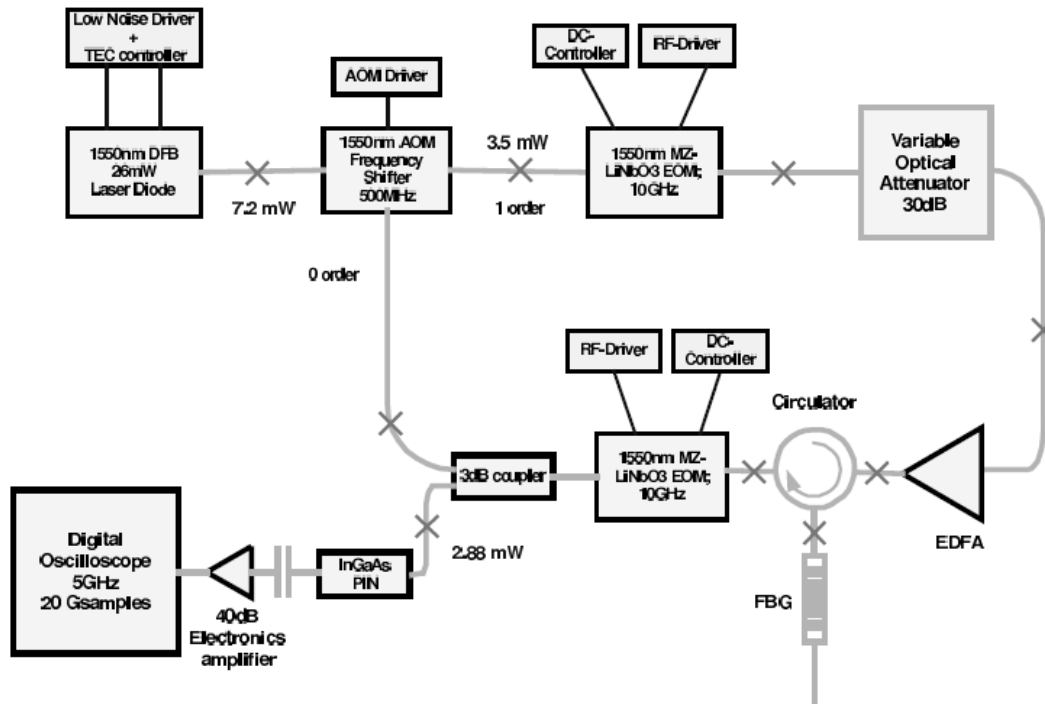 Low Noise Driver
+
TEC controller
DC-
Controller
RF-Driver
AOM Driver
1550nm DFB
26mW
Laser Diode
7.2 mW
1550nm AOM
Frequency
Shifter
500MHz
3.5 mW
1 order
1550nm MZ-
LiNbO3 EOM;
10GHz
Variable
Optical
Attenuator
30dB
0 order
RF-Driver
DC-
Controller
Circulator
3dB coupler
1550nm MZ-
LiNbO3 EOM;
10GHz
EDFA
2.88 mW
Digital
Oscilloscope
5GHz
20 Gsamples
InGaAs
PIN
40dB
Electronics
amplifier
FBG